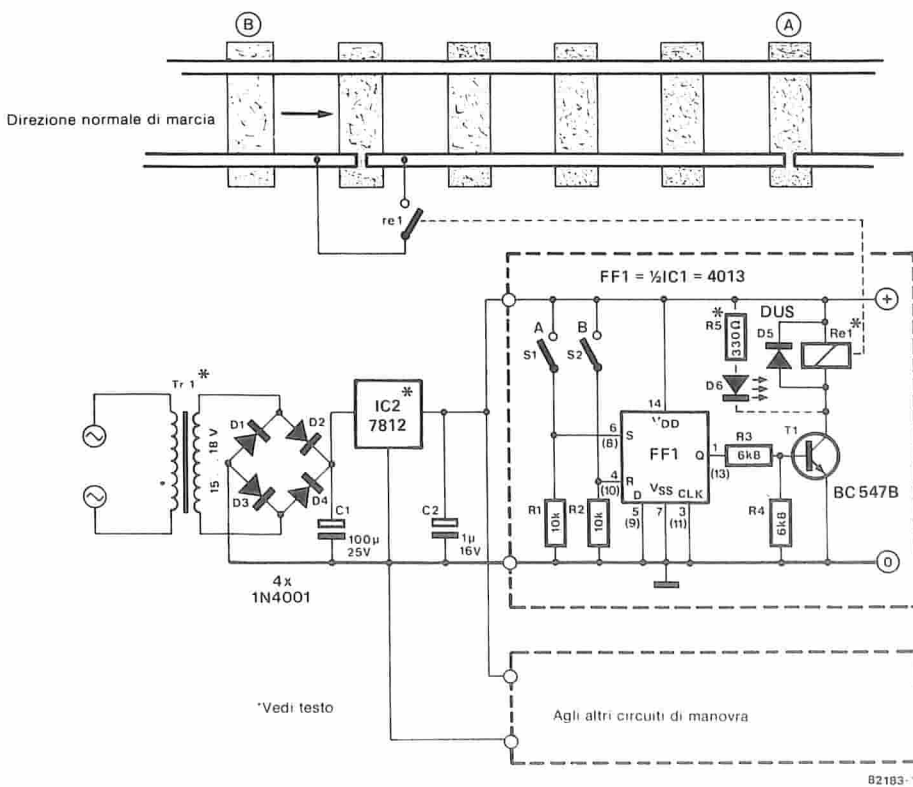 B
A
Direzione normale di marcia
re1
FF1 = ½IC1 = 4013
+
A
B
S1
S2
* R5
330Ω
DUS
D5
Re1 *
D6
Tr 1 *
15 . 18 V
D1
D2
D3
D4
*
IC2
7812
14
VDD
6
S
(8)
FF1
Q
1
(13)
R3
6k8
T1
BC547B
4
R
(10)
VSS
CLK
D
5
(9)
7
3
(11)
R1
10k
R2
10k
R4
6k8
C1
100µ
25V
C2
1µ
16V
0
4x
1N4001
*Vedi testo
Agli altri circuiti di manovra
82183-1